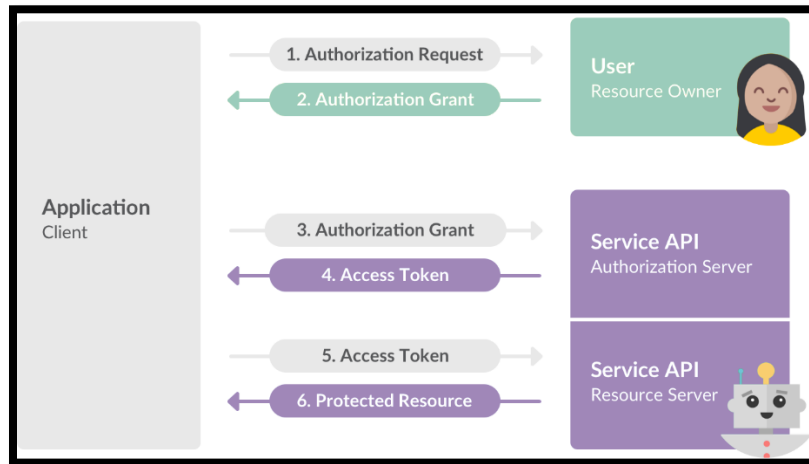 1. Authorization Request
User
Resource Owner
2. Authorization Grant
Application
Client
3. Authorization Grant
Service API
Authorization Server
4. Access Token
5. Access Token
Service API
Resource Server
6. Protected Resource